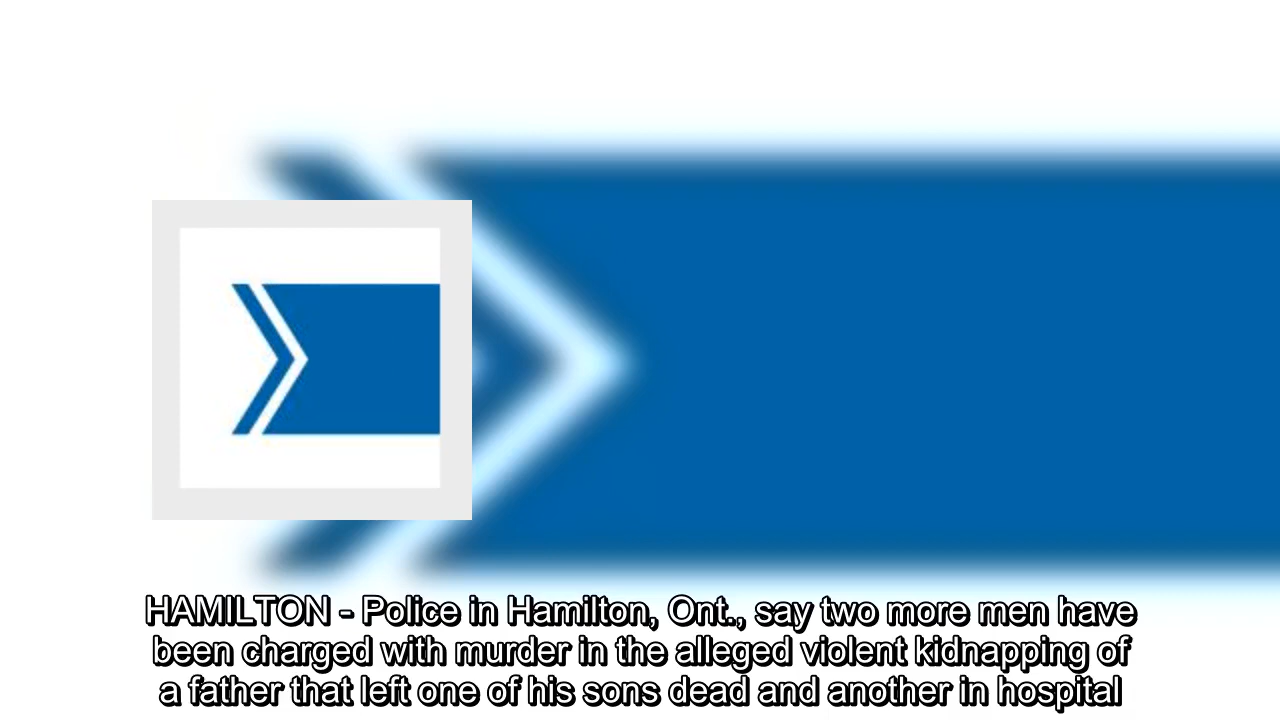 HAMILTON - Police in Hamilton, Ont., say two more men have
been charged with murder in the alleged violent kidnapping of
a father that left one of his sons dead and another in hospital